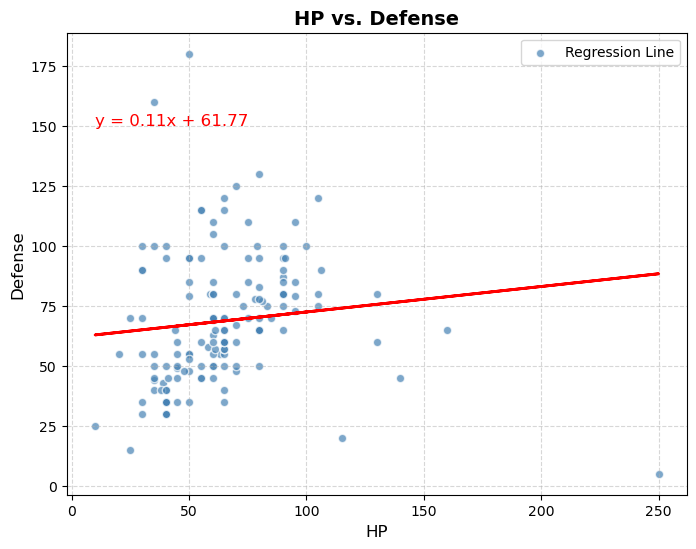 HP vs. Defense
Regression Line
y = 0.11x + 61.77
Defense
175
150
125
100
75
50
25
0
0 50 100 150 200 250
HP